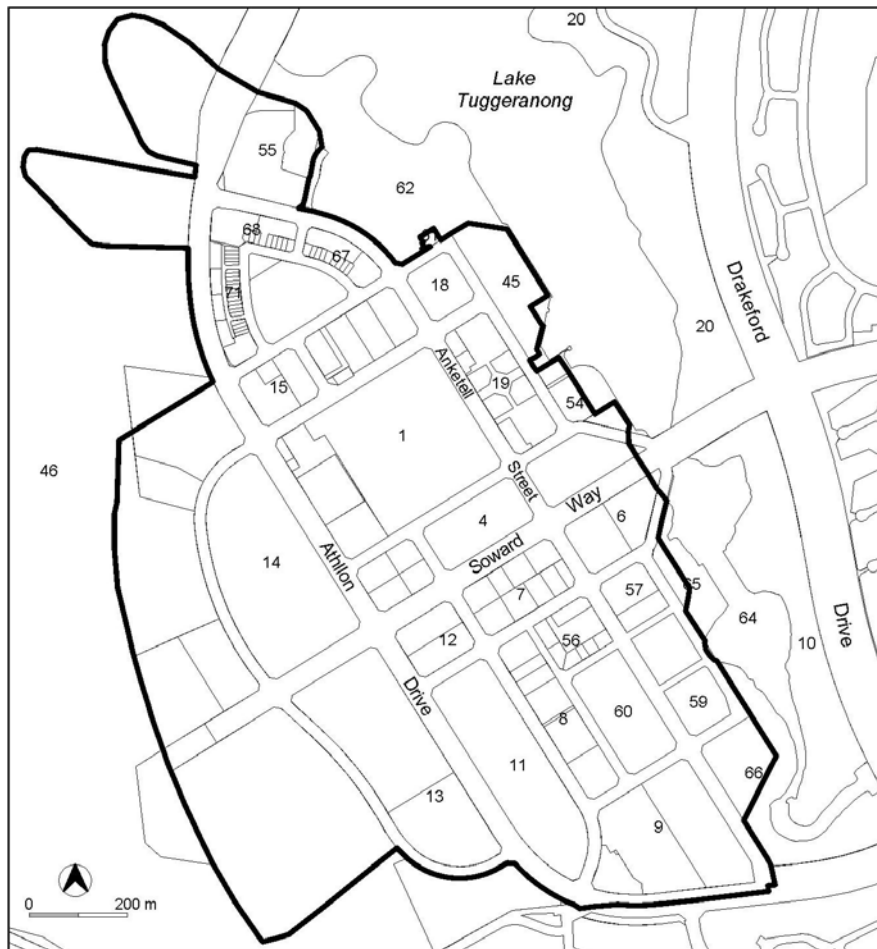 20
Lake
Tuggeranong
55
62
68
67
71
18
45
Drakeford
20
Anketell
15
19
54
1
46
Street
Way
4
6
14
Athllon
Soward
65
57
7
64
10
Drive
12
56
Drive
59
60
8
11
66
13
9
0
200 m